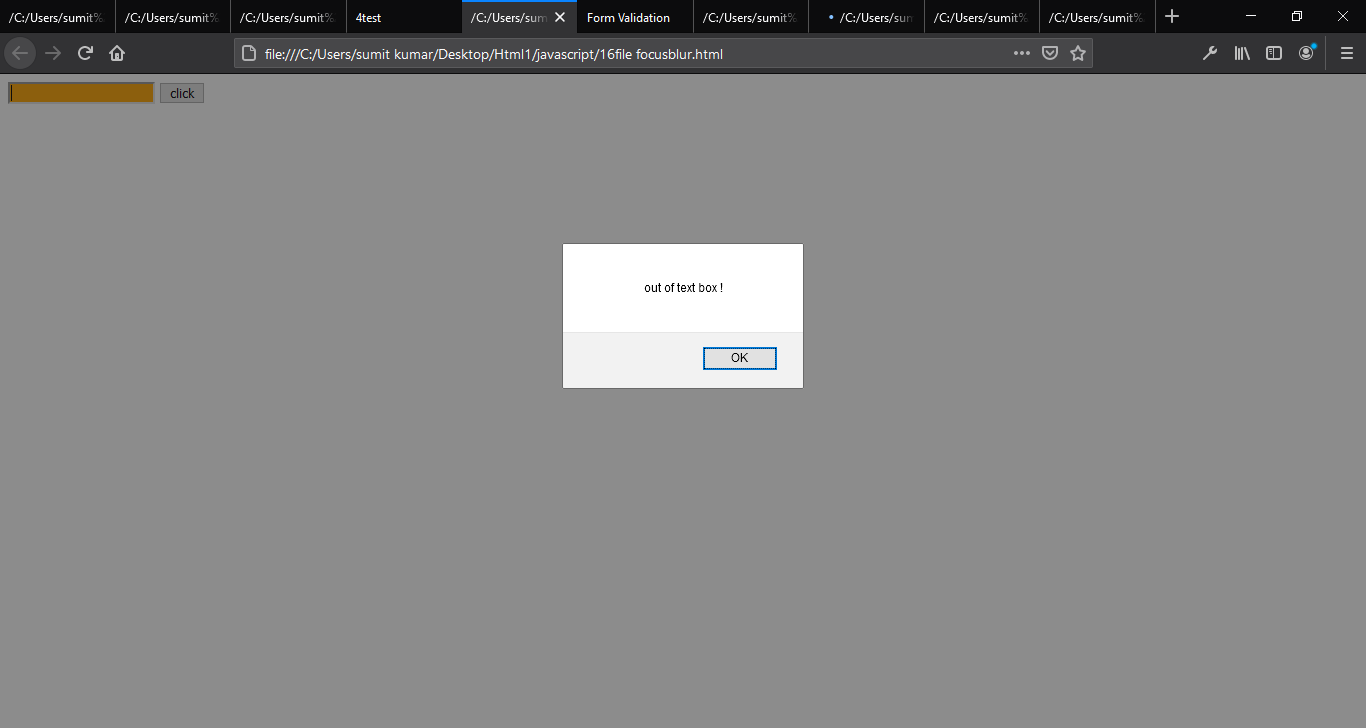 /C:/Users/sumit%
/C:/Users/sumit%
/C:/Users/sumit%
4test
/C:/Users/sum
Form Validation
/C:/Users/sumit%
/C:/Users/sum
/C:/Users/sumit%
/C:/Users/sumit%
file:///C:/Users/sumit kumar/Desktop/Html1/javascript/16file focusblur.html
click
out of text box !
OK